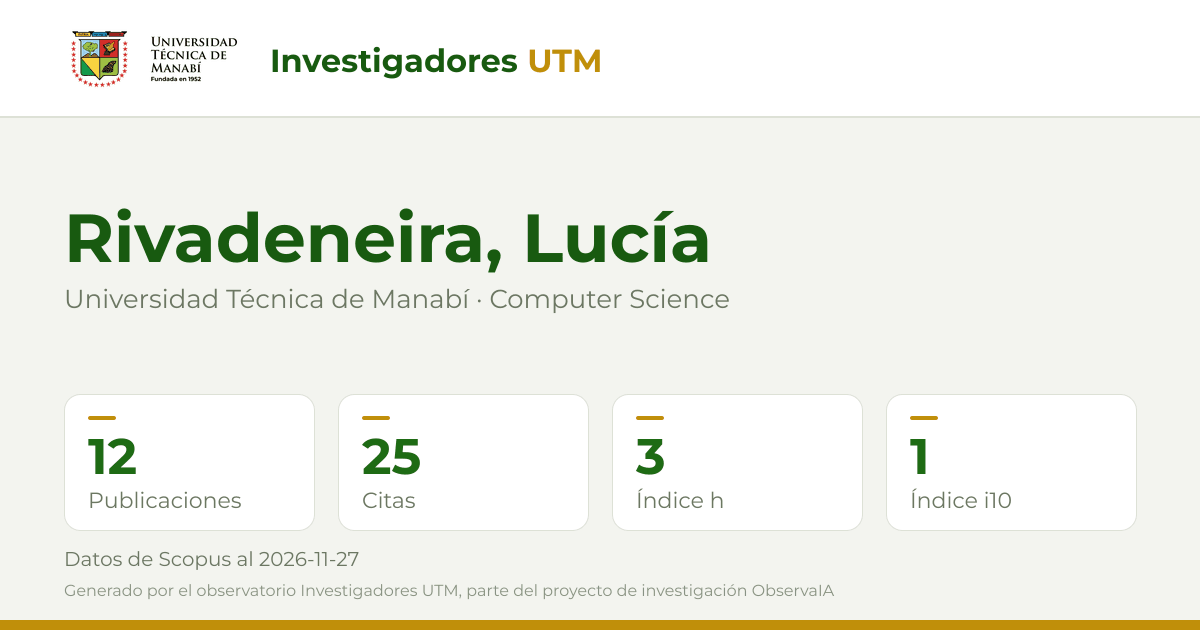 UNIVERSIDAD
TÉCNICA DE
MANABÍ
Fundada en 1952
Investigadores UTM
Rivadeneira, Lucía
Universidad Técnica de Manabí · Computer Science
12
Publicaciones
25
Citas
3
Índice h
1
Índice i10
Datos de Scopus al 2026-11-27
Generado por el observatorio Investigadores UTM, parte del proyecto de investigación ObservaIA